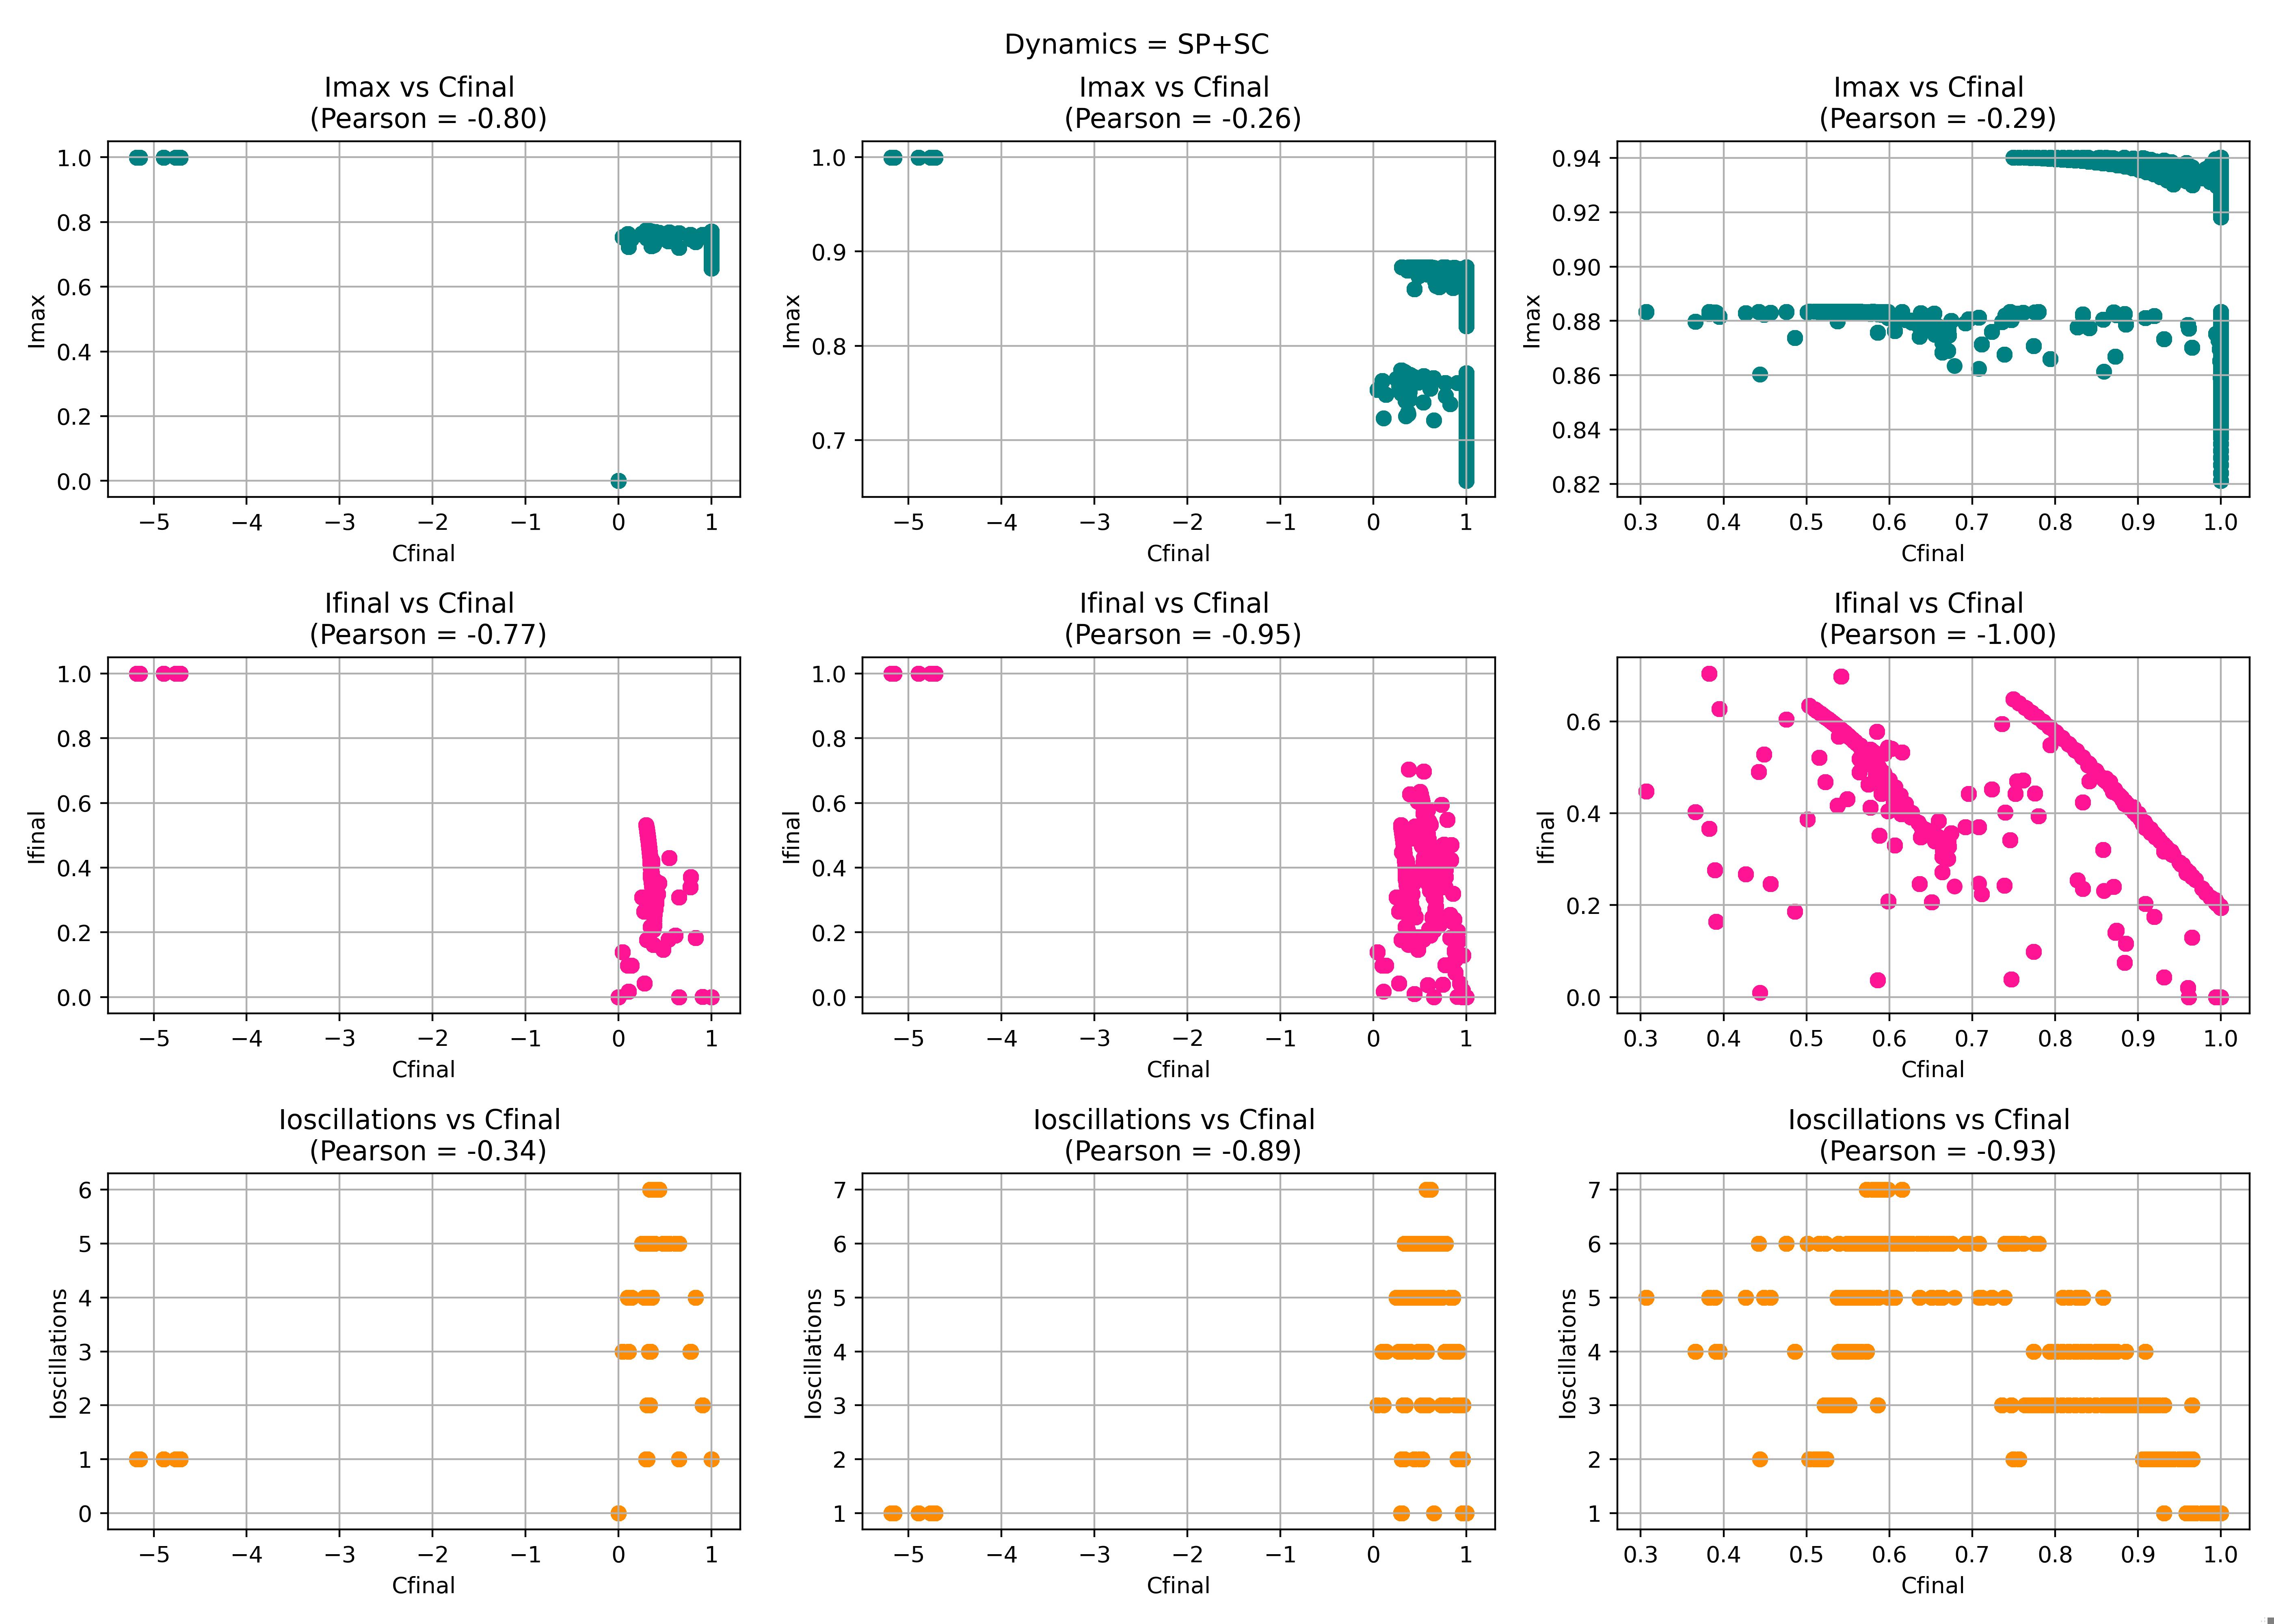 Dynamics = SP+SC
Imax vs Cfinal
(Pearson = -0.80)
Imax vs Cfinal
(Pearson = -0.26)
Imax vs Cfinal
(Pearson = -0.29)
1.0
0.8
0.6
0.4
0.2
0.0
Imax
−5 −4 −3 −2 −1 0 1
Cfinal
1.0
0.9
0.8
0.7
Imax
−5 −4 −3 −2 −1 0 1
Cfinal
0.94
0.92
0.90
0.88
0.86
0.84
0.82
Imax
0.3 0.4 0.5 0.6 0.7 0.8 0.9 1.0
Cfinal
Ifinal vs Cfinal
(Pearson = -0.77)
Ifinal vs Cfinal
(Pearson = -0.95)
Ifinal vs Cfinal
(Pearson = -1.00)
1.0
0.8
0.6
0.4
0.2
0.0
Ifinal
−5 −4 −3 −2 −1 0 1
Cfinal
1.0
0.8
0.6
0.4
0.2
0.0
Ifinal
−5 −4 −3 −2 −1 0 1
Cfinal
0.6
0.4
0.2
0.0
Ifinal
0.3 0.4 0.5 0.6 0.7 0.8 0.9 1.0
Cfinal
Ioscillations vs Cfinal
(Pearson = -0.34)
Ioscillations vs Cfinal
(Pearson = -0.89)
Ioscillations vs Cfinal
(Pearson = -0.93)
6
5
4
3
2
1
0
Ioscillations
−5 −4 −3 −2 −1 0 1
Cfinal
7
6
5
4
3
2
1
Ioscillations
−5 −4 −3 −2 −1 0 1
Cfinal
7
6
5
4
3
2
1
Ioscillations
0.3 0.4 0.5 0.6 0.7 0.8 0.9 1.0
Cfinal